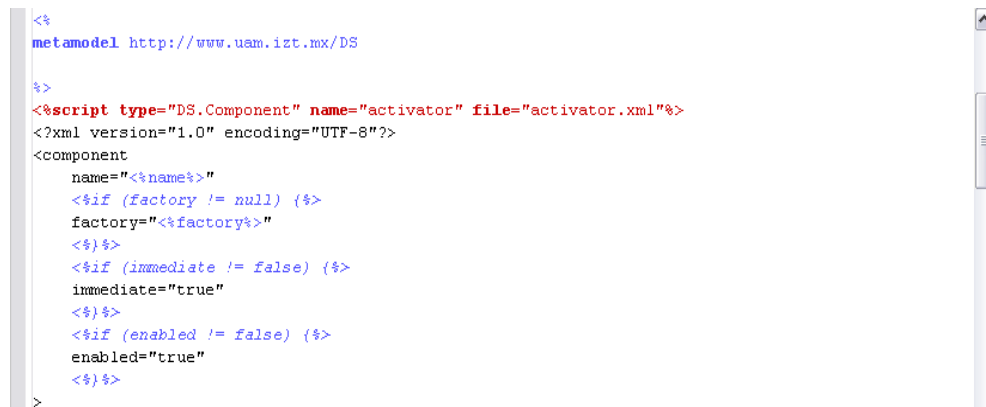 <%
metamodel http://www.uam.izt.mx/DS
%>
<%script type="DS.Component" name="activator" file="activator.xml"%>
<?xml version="1.0" encoding="UTF-8"?>
<component
name="<%name%>"
<%if (factory != null) {%>
factory="<%factory%>"
<%}%>
<%if (immediate != false) {%>
immediate="true"
<%}%>
<%if (enabled != false) {%>
enabled="true"
<%}%>
>